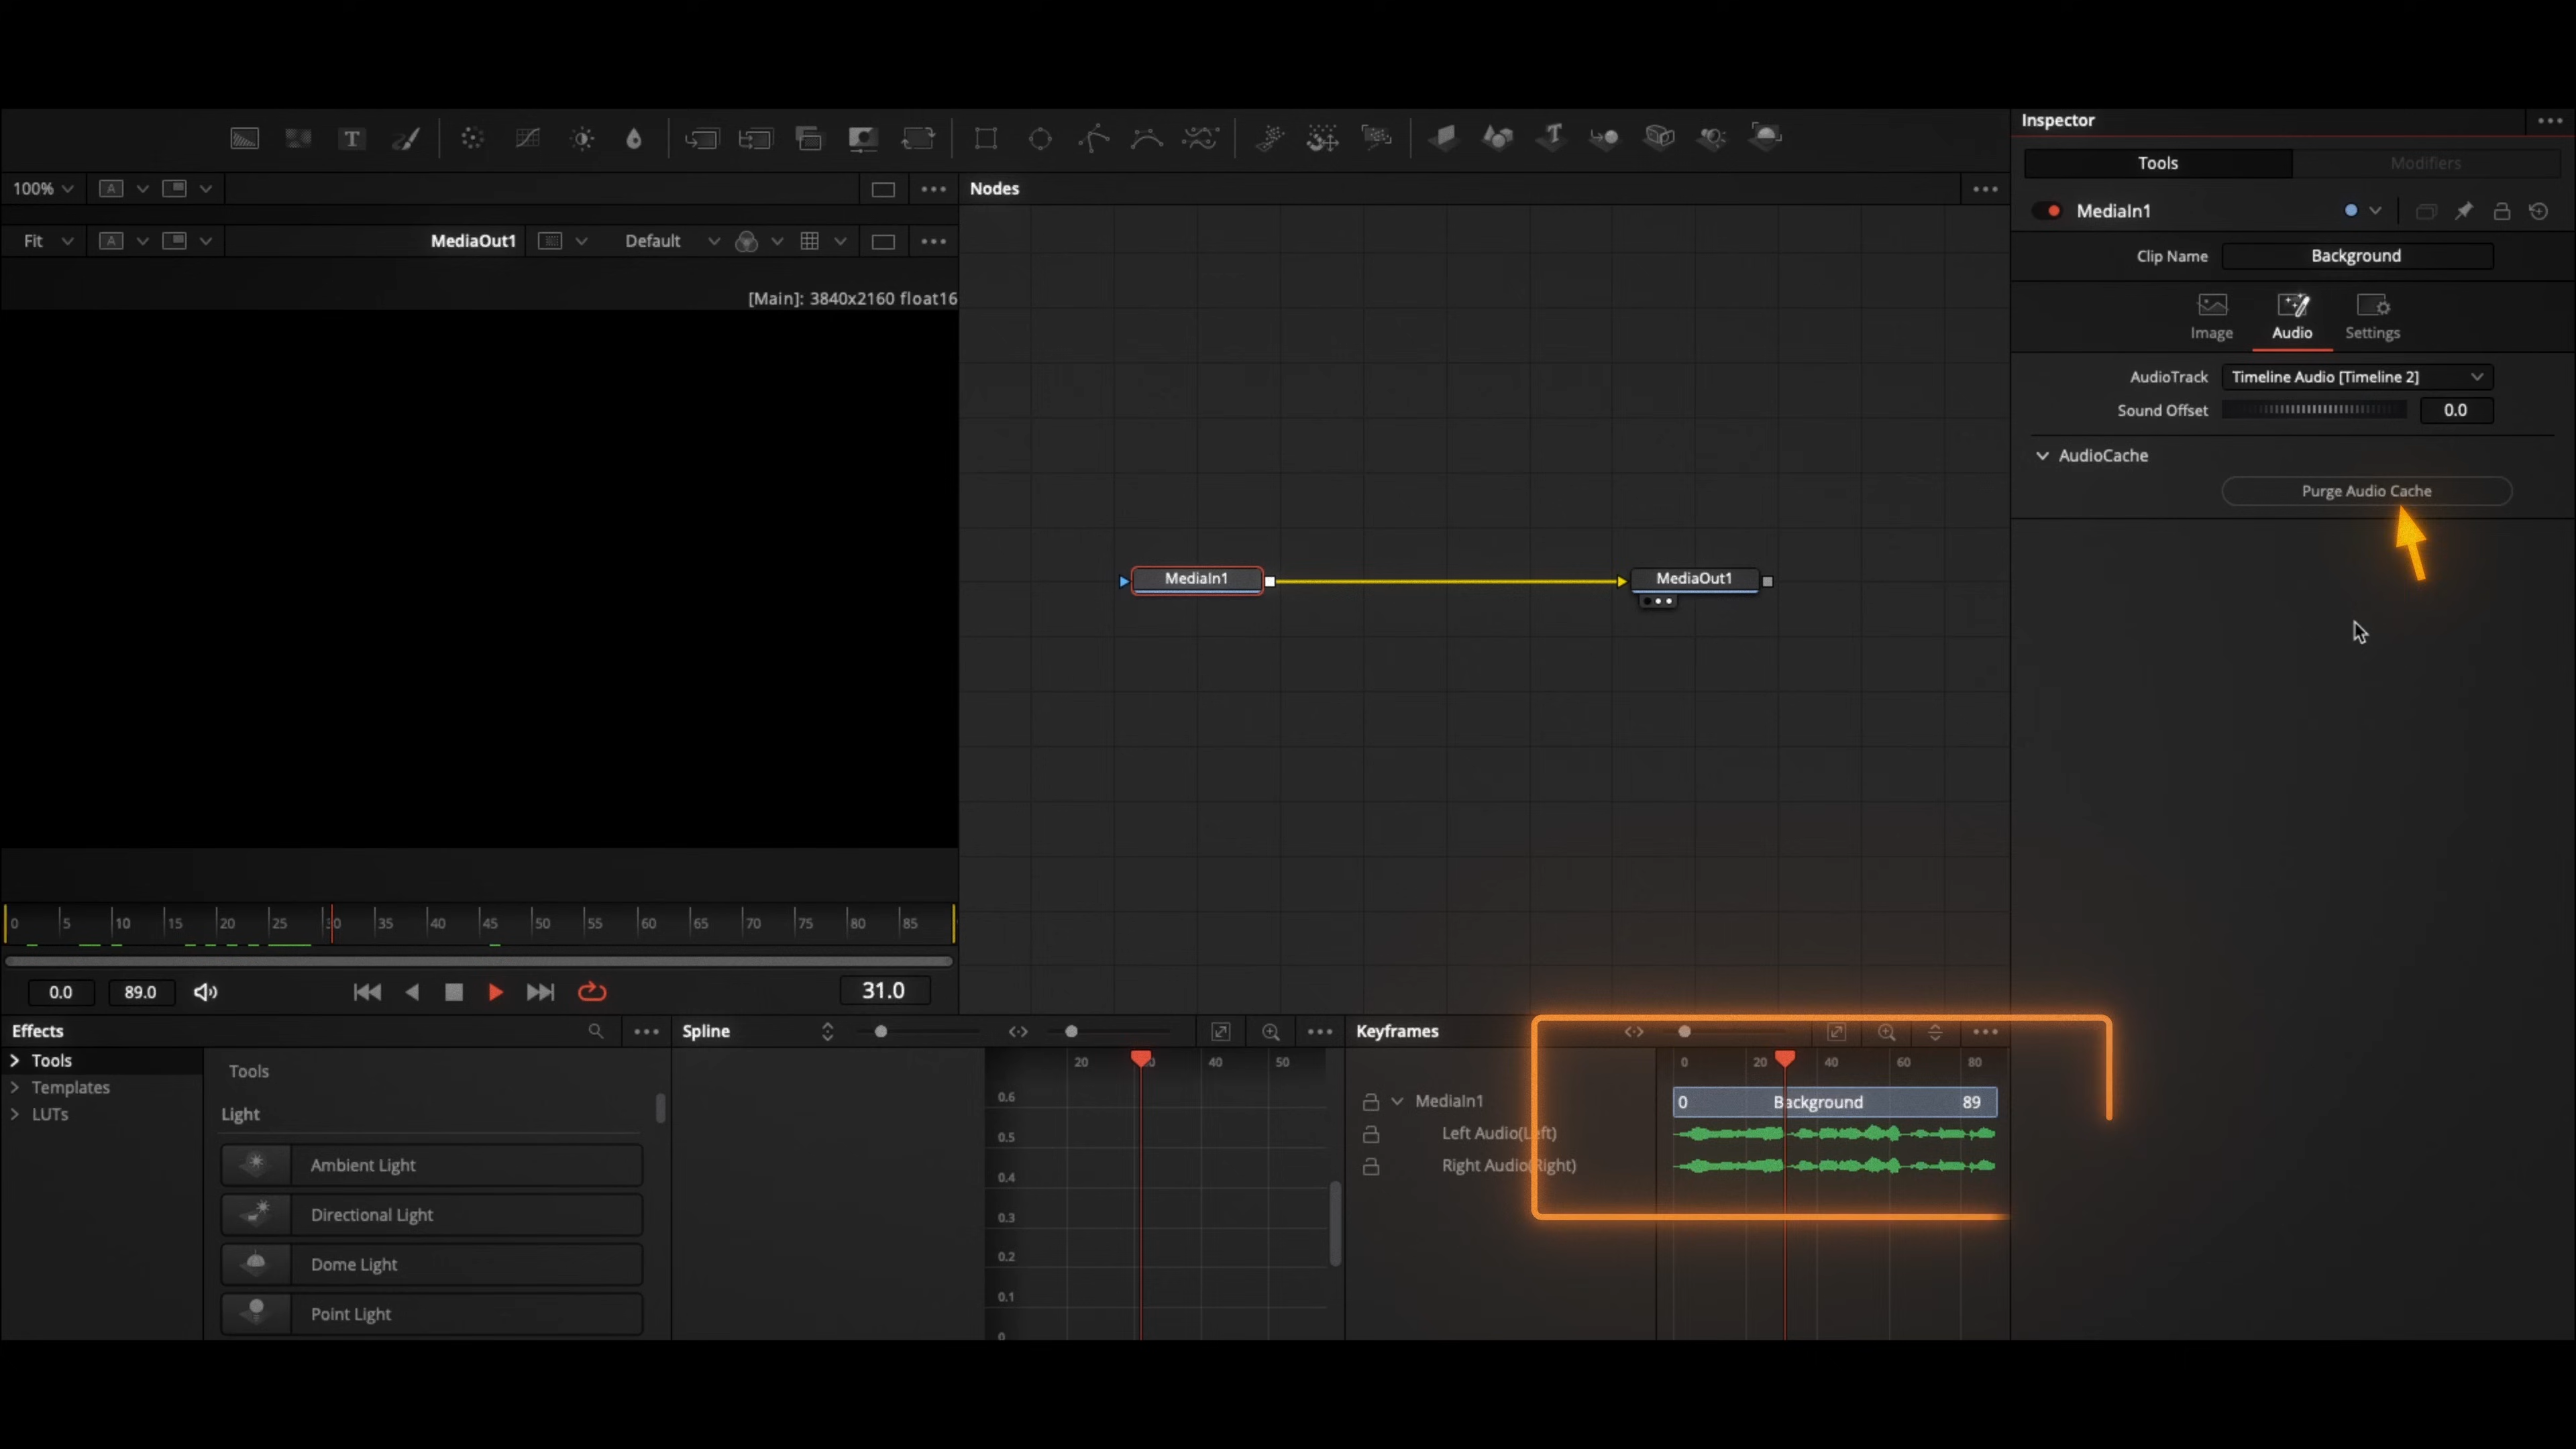 Inspector
Tools
Modifiers
100%
A
Nodes
MediaIn1
Fit
A
MediaOut1
Default
Clip Name
Background
[Main]: 3840x2160 float16
Image
Audio
Settings
AudioTrack
Timeline Audio [Timeline 2]
Sound Offset
0.0
AudioCache
Purge Audio Cache
MediaIn1
MediaOut1
0 5 10 15 20 25 30 35 40 45 50 55 60 65 70 75 80 85
0.0
89.0
31.0
Effects
Tools
Templates
LUTs
Tools
Light
Ambient Light
Directional Light
Dome Light
Point Light
Spline
20 40 50
0.6
0.5
0.4
0.3
0.2
0.1
0
Keyframes
0 20 40 60 80
MediaIn1
0 Background 89
Left Audio(Left)
Right Audio(Right)